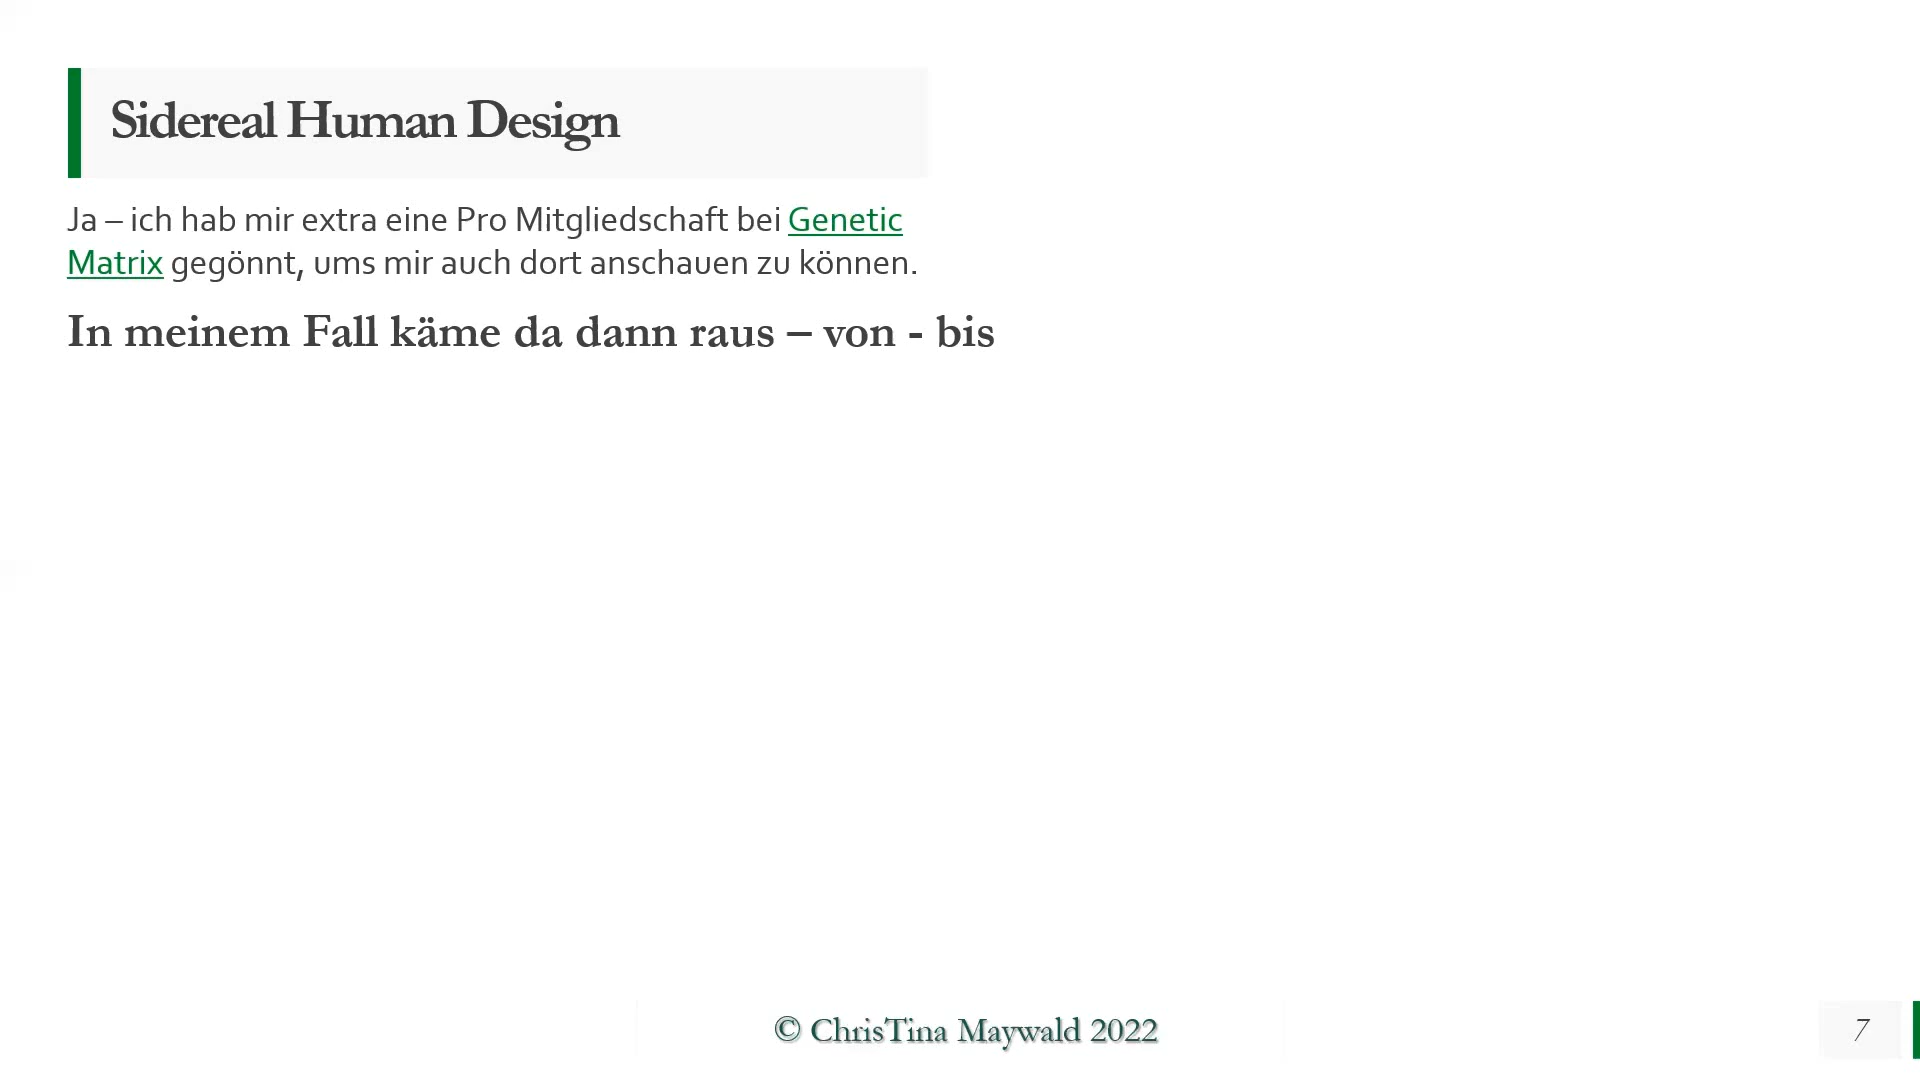 Sidereal Human Design
Ja – ich hab mir extra eine Pro Mitgliedschaft bei Genetic
Matrix gegönnt, ums mir auch dort anschauen zu können.
In meinem Fall käme da dann raus – von - bis
© ChrisTina Maywald 2022
7